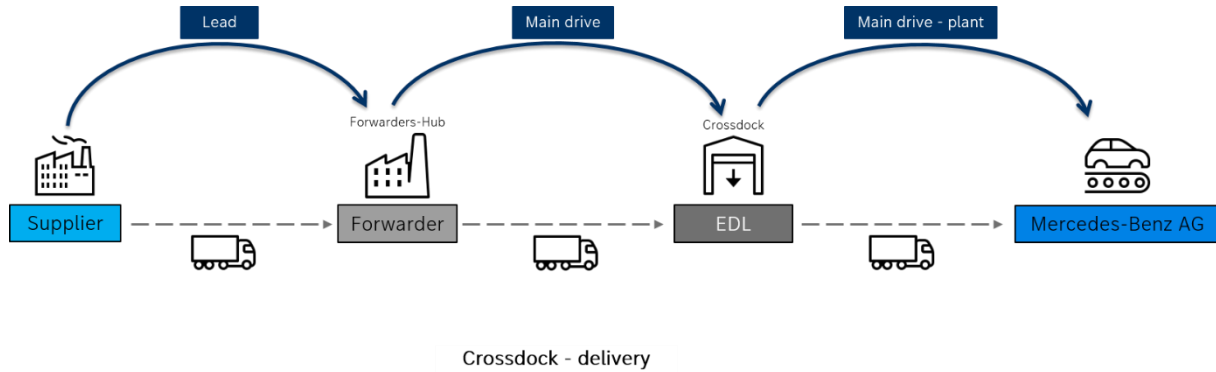 Lead
Main drive
Main drive - plant
Forwarders-Hub
Crossdock
Supplier
Forwarder
EDL
Mercedes-Benz AG
Crossdock - delivery